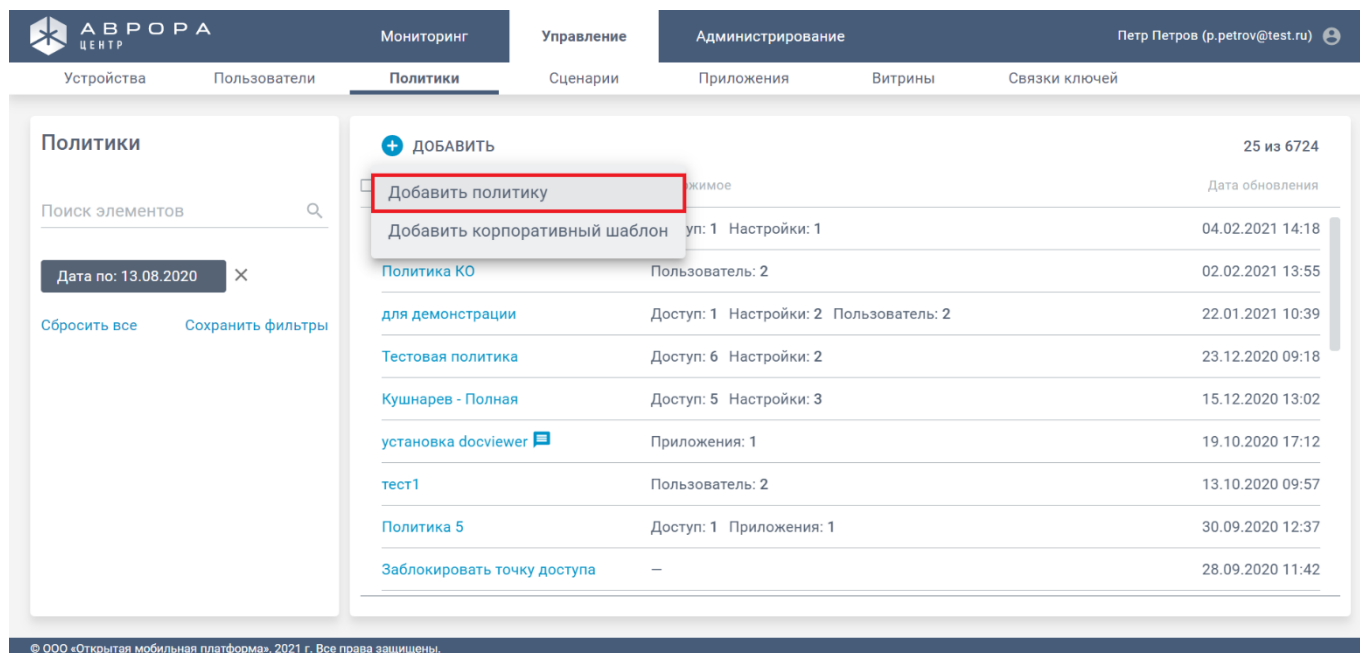 АВРОРА
ЦЕНТР
Мониторинг Управление Администрирование Петр Петров (p.petrov@test.ru)
Устройства Пользователи Политики Сценарии Приложения Витрины Связки ключей
Политики
Поиск элементов
Дата по: 13.08.2020
Сбросить все Сохранить фильтры
ДОБАВИТЬ 25 из 6724
Добавить политику Дата обновления
Добавить корпоративный шаблон 1 Настройки: 1 04.02.2021 14:18
Политика КО Пользователь: 2 02.02.2021 13:55
для демонстрации Доступ: 1 Настройки: 2 Пользователь: 2 22.01.2021 10:39
Тестовая политика Доступ: 6 Настройки: 2 23.12.2020 09:18
Кушнарев - Полная Доступ: 5 Настройки: 3 15.12.2020 13:02
установка docviewer Приложения: 1 19.10.2020 17:12
тест1 Пользователь: 2 13.10.2020 09:57
Политика 5 Доступ: 1 Приложения: 1 30.09.2020 12:37
Заблокировать точку доступа — 28.09.2020 11:42
© ООО «Открытая мобильная платформа», 2021 г. Все права защищены.